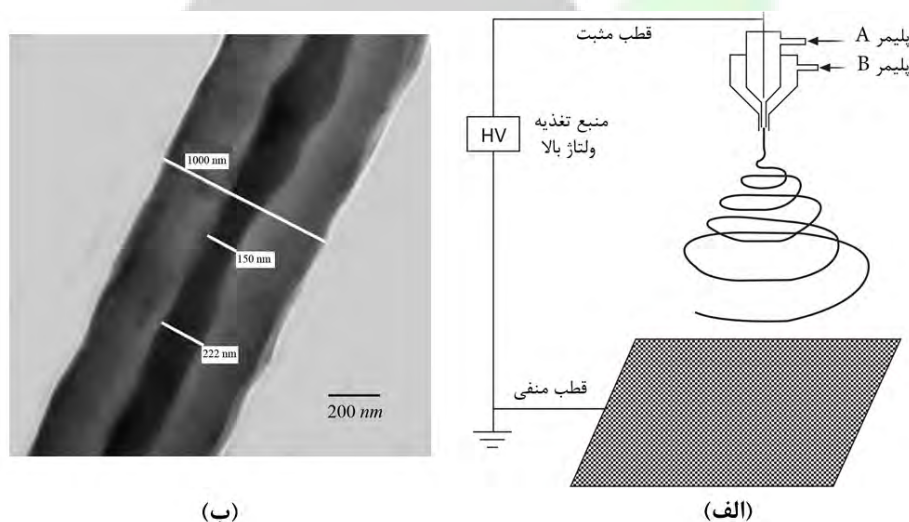 پلیمر A
پلیمر B
قطب مثبت
منبع تغذیه
ولتاژ بالا
HV
قطب منفی
(الف)
1000 nm
150 nm
222 nm
200 nm
(ب)